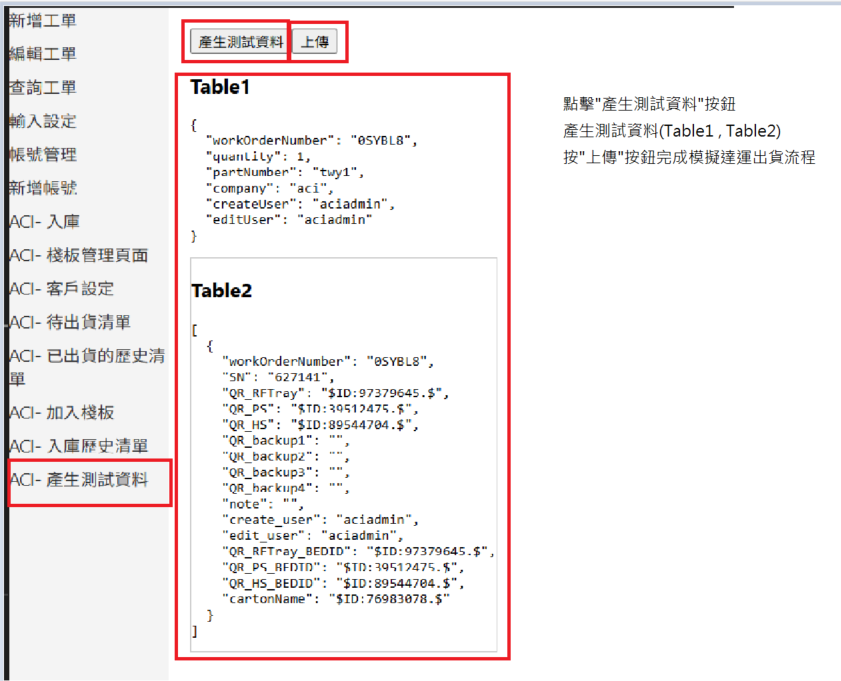 新增工單
編輯工單
查詢工單
輸入設定
帳號管理
新增帳號
ACI- 入庫
ACI- 棧板管理頁面
ACI- 客戶設定
ACI- 待出貨清單
ACI- 已出貨的歷史清
單
ACI- 加入棧板
ACI- 入庫歷史清單
ACI- 產生測試資料
產生測試資料 上傳
Table1
{
"workOrderNumber": "0SYBL8",
"quantity": 1,
"partNumber": "twy1",
"company": "aci",
"createUser": "aciadmin",
"editUser": "aciadmin"
}
Table2
[
{
"workOrderNumber": "0SYBL8",
"SN": "627141",
"QR_RFTray": "$ID:97379645.$",
"QR_PS": "$ID:39512475.$",
"QR_HS": "$ID:89544704.$",
"QR_backup1": "",
"QR_backup2": "",
"QR_backup3": "",
"QR_backup4": "",
"note": "",
"create_user": "aciadmin",
"edit_user": "aciadmin",
"QR_RFTray_BEDID": "$ID:97379645.$",
"QR_PS_BEDID": "$ID:39512475.$",
"QR_HS_BEDID": "$ID:89544704.$",
"cartonName": "$ID:76983078.$"
}
]
點擊"產生測試資料"按鈕
產生測試資料(Table1 , Table2)
按"上傳"按鈕完成模擬達運出貨流程